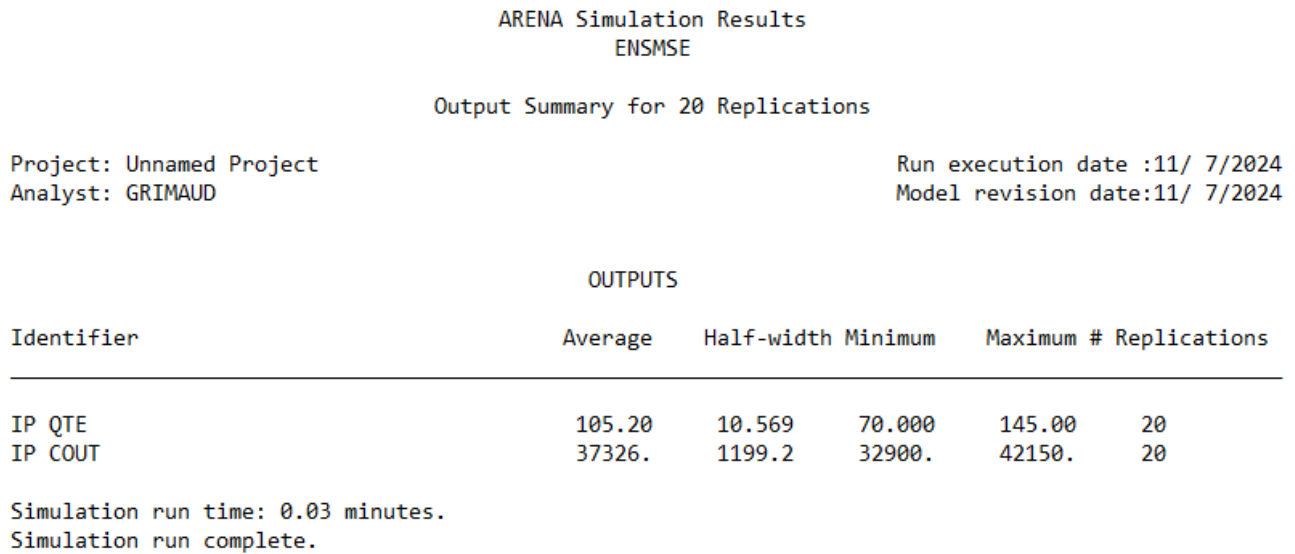 ARENA Simulation Results
ENSMSE
Output Summary for 20 Replications
Project: Unnamed Project Run execution date :11/ 7/2024
Analyst: GRIMAUD Model revision date:11/ 7/2024
OUTPUTS
Identifier Average Half-width Minimum Maximum # Replications
IP QTE 105.20 10.569 70.000 145.00 20
IP COUT 37326. 1199.2 32900. 42150. 20
Simulation run time: 0.03 minutes.
Simulation run complete.